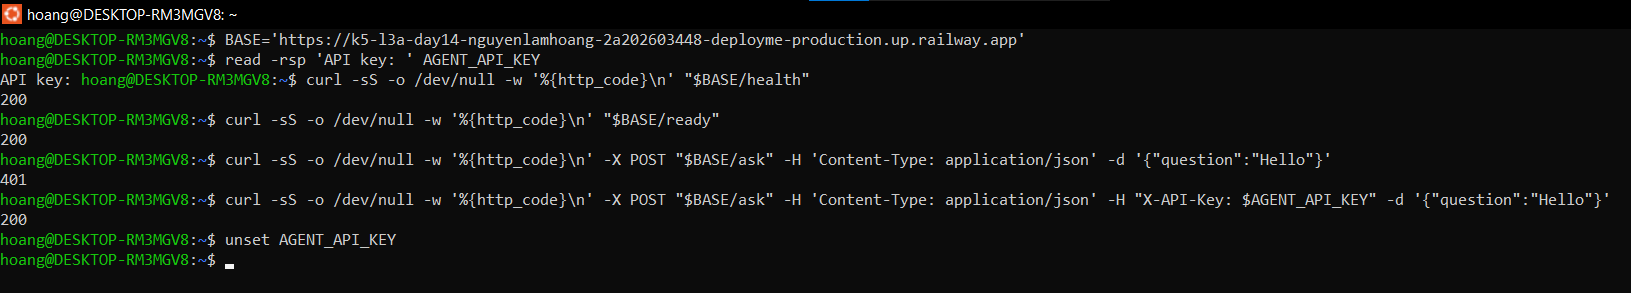 hoang@DESKTOP-RM3MGV8: ~
hoang@DESKTOP-RM3MGV8:~$ BASE='https://k5-l3a-day14-nguyenlamhoang-2a202603448-deployme-production.up.railway.app'
hoang@DESKTOP-RM3MGV8:~$ read -rsp 'API key: ' AGENT_API_KEY
API key: hoang@DESKTOP-RM3MGV8:~$ curl -sS -o /dev/null -w '%{http_code}\n' "$BASE/health"
200
hoang@DESKTOP-RM3MGV8:~$ curl -sS -o /dev/null -w '%{http_code}\n' "$BASE/ready"
200
hoang@DESKTOP-RM3MGV8:~$ curl -sS -o /dev/null -w '%{http_code}\n' -X POST "$BASE/ask" -H 'Content-Type: application/json' -d '{"question":"Hello"}'
401
hoang@DESKTOP-RM3MGV8:~$ curl -sS -o /dev/null -w '%{http_code}\n' -X POST "$BASE/ask" -H 'Content-Type: application/json' -H "X-API-Key: $AGENT_API_KEY" -d '{"question":"Hello"}'
200
hoang@DESKTOP-RM3MGV8:~$ unset AGENT_API_KEY
hoang@DESKTOP-RM3MGV8:~$